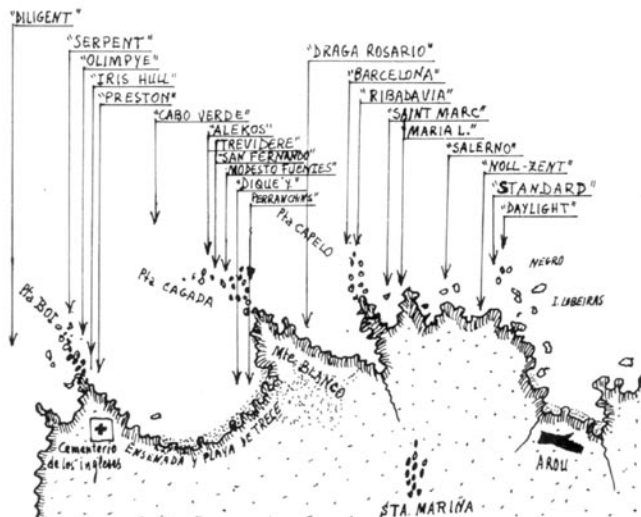 "DILIGENT"
"SERPENT"
"OLIMPYE"
"IRIS HULL"
"PRESTON"
"CABO VERDE"
"ALEKOS"
"TREVIDERE"
"SAN FERNANDO"
"MODESTO FUENTES"
"DIQUE Y"
PERRANCHINS"
"DRAGA ROSARIO"
"BARCELONA"
"RIBADAVIA"
"SAINT MARC"
"MARIA L."
"SALERNO"
"NOLL-ZENT"
"STANDARD"
"DAYLIGHT"
Pta BOI
Pta CAGADA
Pta CAPELO
NEGRO
I. LOBEIRAS
Mte. BLANCO
Cementerio
de los ingleses
ENSENADA Y PLAYA DE TRECE
AROU
STA. MARIÑA